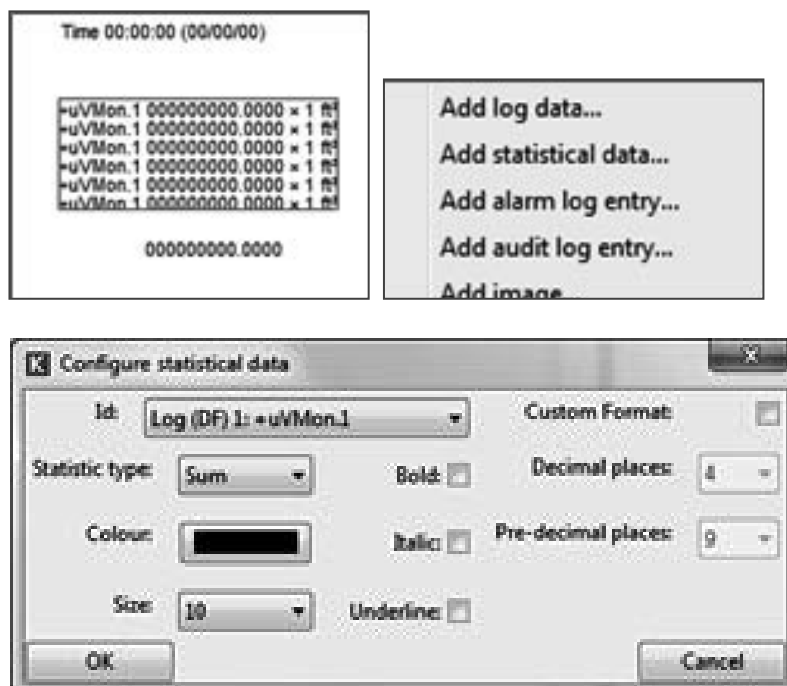 Time 00:00:00 (00/00/00)
+uVMon.1 000000000.0000 × 1 ft³
+uVMon.1 000000000.0000 × 1 ft³
+uVMon.1 000000000.0000 × 1 ft³
+uVMon.1 000000000.0000 × 1 ft³
+uVMon.1 000000000.0000 × 1 ft³
+uVMon.1 000000000.0000 × 1 ft³
000000000.0000
Add log data...
Add statistical data...
Add alarm log entry...
Add audit log entry...
Add image...
K Configure statistical data
Id: Log (DF) 1: +uVMon.1 Custom Format:
Statistic type: Sum Bold: Decimal places: 4
Colour: Italic: Pre-decimal places: 9
Size: 10 Underline:
OK Cancel